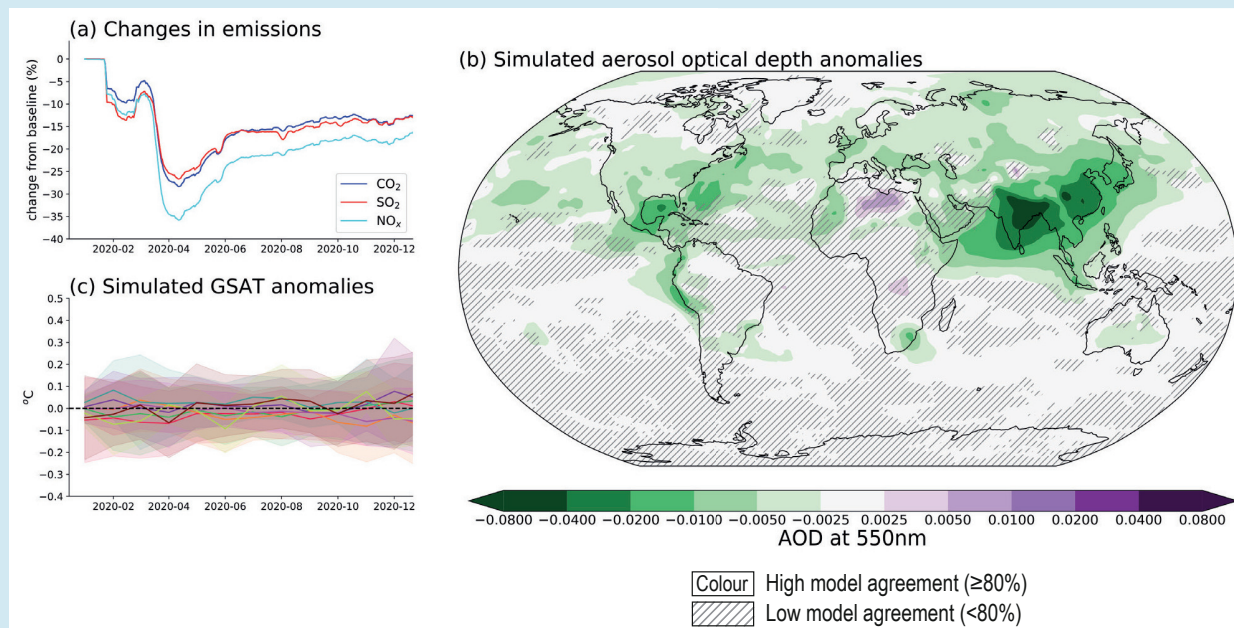 (a) Changes in emissions
change from baseline (%)
0
−5
−10
−15
−20
−25
−30
−35
−40
CO₂
SO₂
NOₓ
2020-02 2020-04 2020-06 2020-08 2020-10 2020-12
(b) Simulated aerosol optical depth anomalies
(c) Simulated GSAT anomalies
°C
0.5
0.4
0.3
0.2
0.1
0.0
−0.1
−0.2
−0.3
−0.4
2020-02 2020-04 2020-06 2020-08 2020-10 2020-12
−0.0800 −0.0400 −0.0200 −0.0100 −0.0050 −0.0025 0.0025 0.0050 0.0100 0.0200 0.0400 0.0800
AOD at 550nm
Colour High model agreement (≥80%)
Low model agreement (<80%)